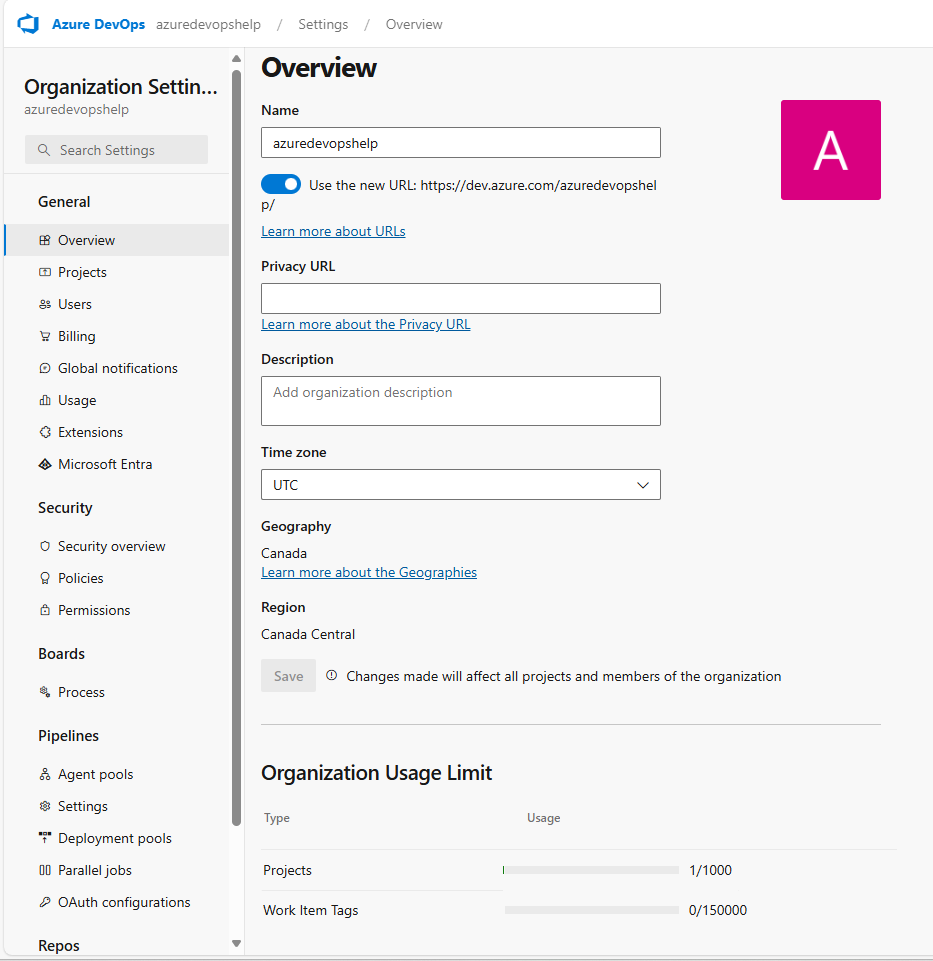 Azure DevOps azuredevopshelp / Settings / Overview
Organization Settin...
azuredevopshelp
Search Settings
General
Overview
Projects
Users
Billing
Global notifications
Usage
Extensions
Microsoft Entra
Security
Security overview
Policies
Permissions
Boards
Process
Pipelines
Agent pools
Settings
Deployment pools
Parallel jobs
OAuth configurations
Repos
Overview
Name
azuredevopshelp
A
Use the new URL: https://dev.azure.com/azuredevopshel
p/
Learn more about URLs
Privacy URL
Learn more about the Privacy URL
Description
Add organization description
Time zone
UTC
Geography
Canada
Learn more about the Geographies
Region
Canada Central
Save Changes made will affect all projects and members of the organization
Organization Usage Limit
Type Usage
Projects 1/1000
Work Item Tags 0/150000